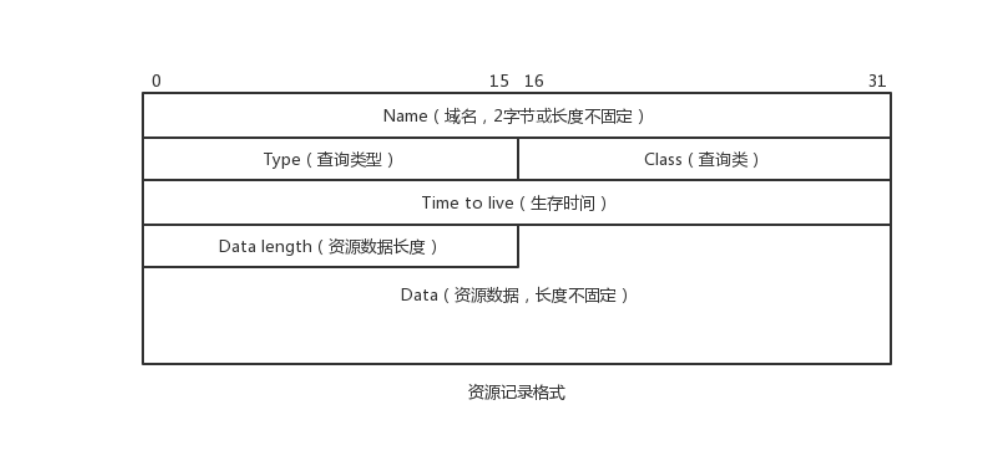 0 15 16 31
Name（域名，2字节或长度不固定）
Type（查询类型） Class（查询类）
Time to live（生存时间）
Data length（资源数据长度）
Data（资源数据，长度不固定）
资源记录格式